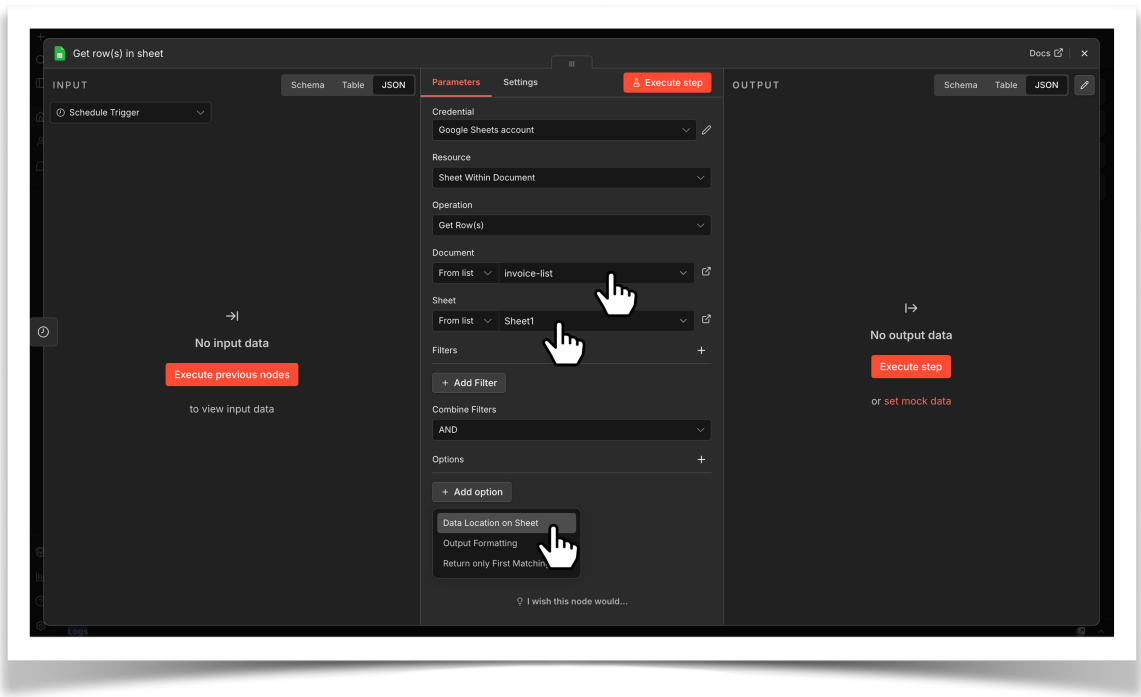 Get row(s) in sheet
Docs
INPUT
Schema Table JSON
Schedule Trigger
No input data
Execute previous nodes
to view input data
Parameters Settings
Execute step
Credential
Google Sheets account
Resource
Sheet Within Document
Operation
Get Row(s)
Document
From list invoice-list
Sheet
From list Sheet1
Filters
+ Add Filter
Combine Filters
AND
Options
+ Add option
Data Location on Sheet
Output Formatting
Return only First Matching
I wish this node would...
OUTPUT
Schema Table JSON
No output data
Execute step
or set mock data
Logs